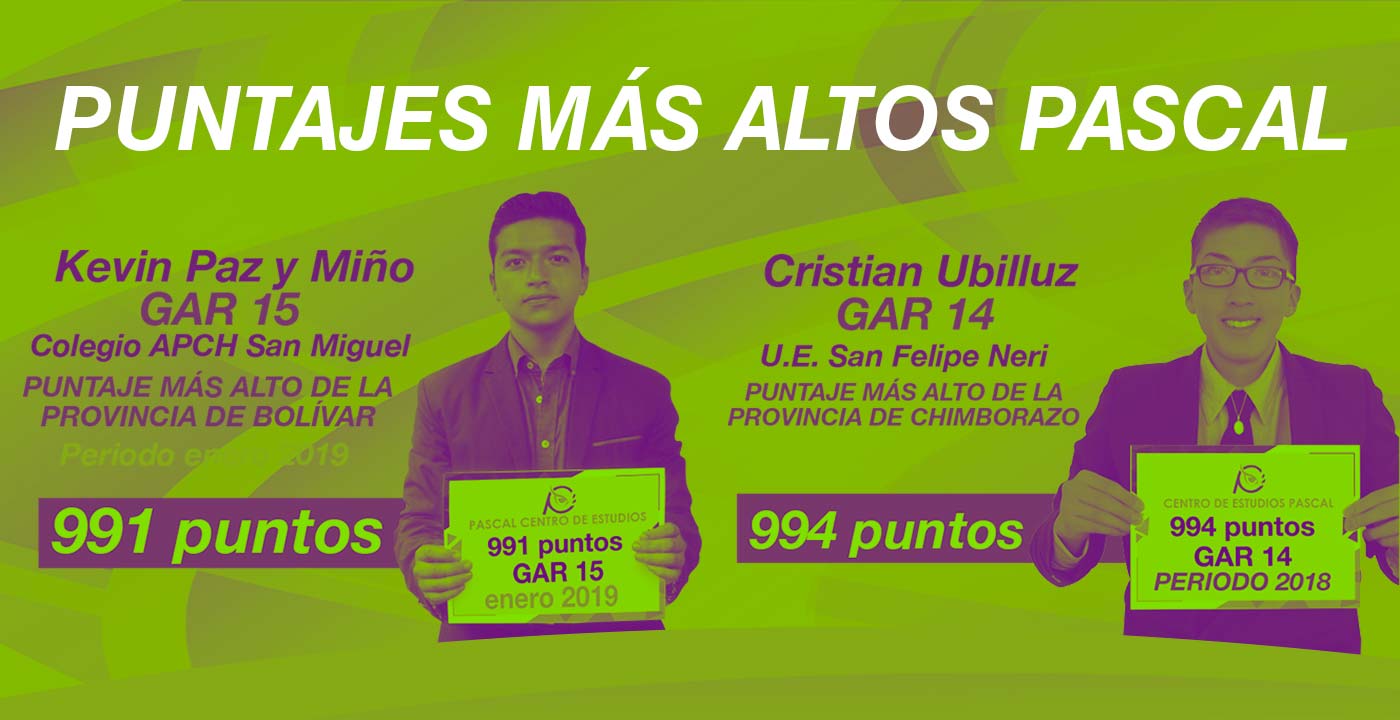 PUNTAJES MÁS ALTOS PASCAL
Kevin Paz y Miño
GAR 15
Colegio APCH San Miguel
PUNTAJE MÁS ALTO DE LA
PROVINCIA DE BOLÍVAR
Periodo enero 2019
991 puntos
PASCAL CENTRO DE ESTUDIOS
991 puntos
GAR 15
enero 2019
Cristian Ubilluz
GAR 14
U.E. San Felipe Neri
PUNTAJE MÁS ALTO DE LA
PROVINCIA DE CHIMBORAZO
994 puntos
CENTRO DE ESTUDIOS PASCAL
994 puntos
GAR 14
PERIODO 2018